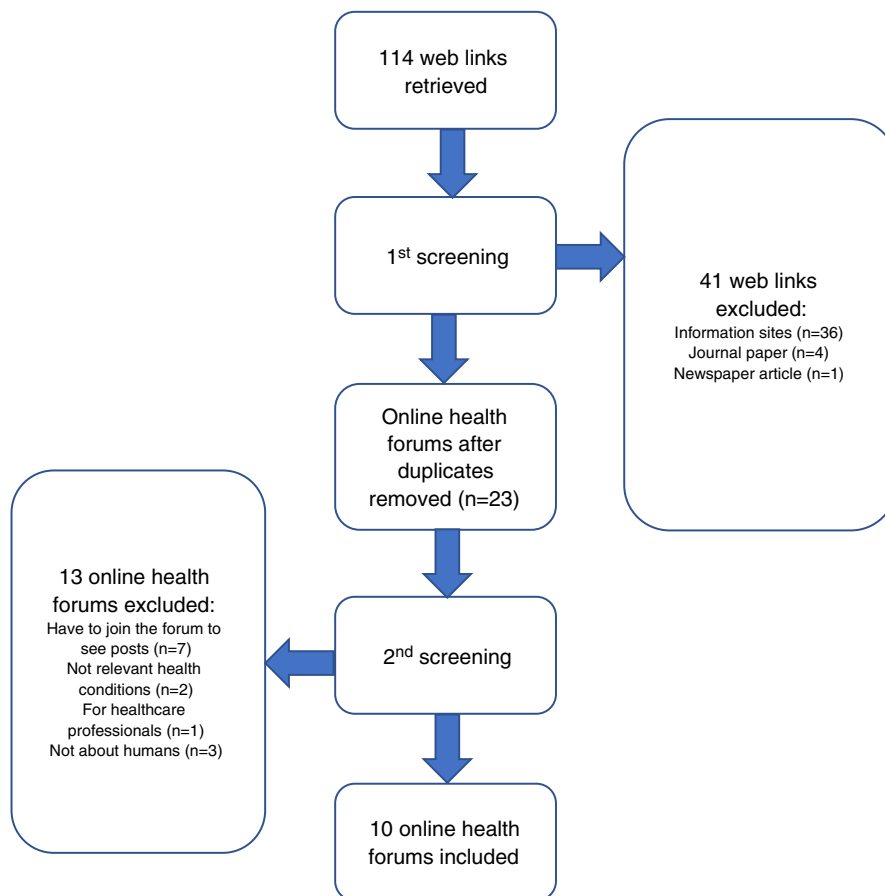 114 web links
retrieved
1st screening
41 web links
excluded:
Information sites (n=36)
Journal paper (n=4)
Newspaper article (n=1)
Online health
forums after
duplicates
removed (n=23)
2nd screening
13 online health
forums excluded:
Have to join the forum to
see posts (n=7)
Not relevant health
conditions (n=2)
For healthcare
professionals (n=1)
Not about humans (n=3)
10 online health
forums included